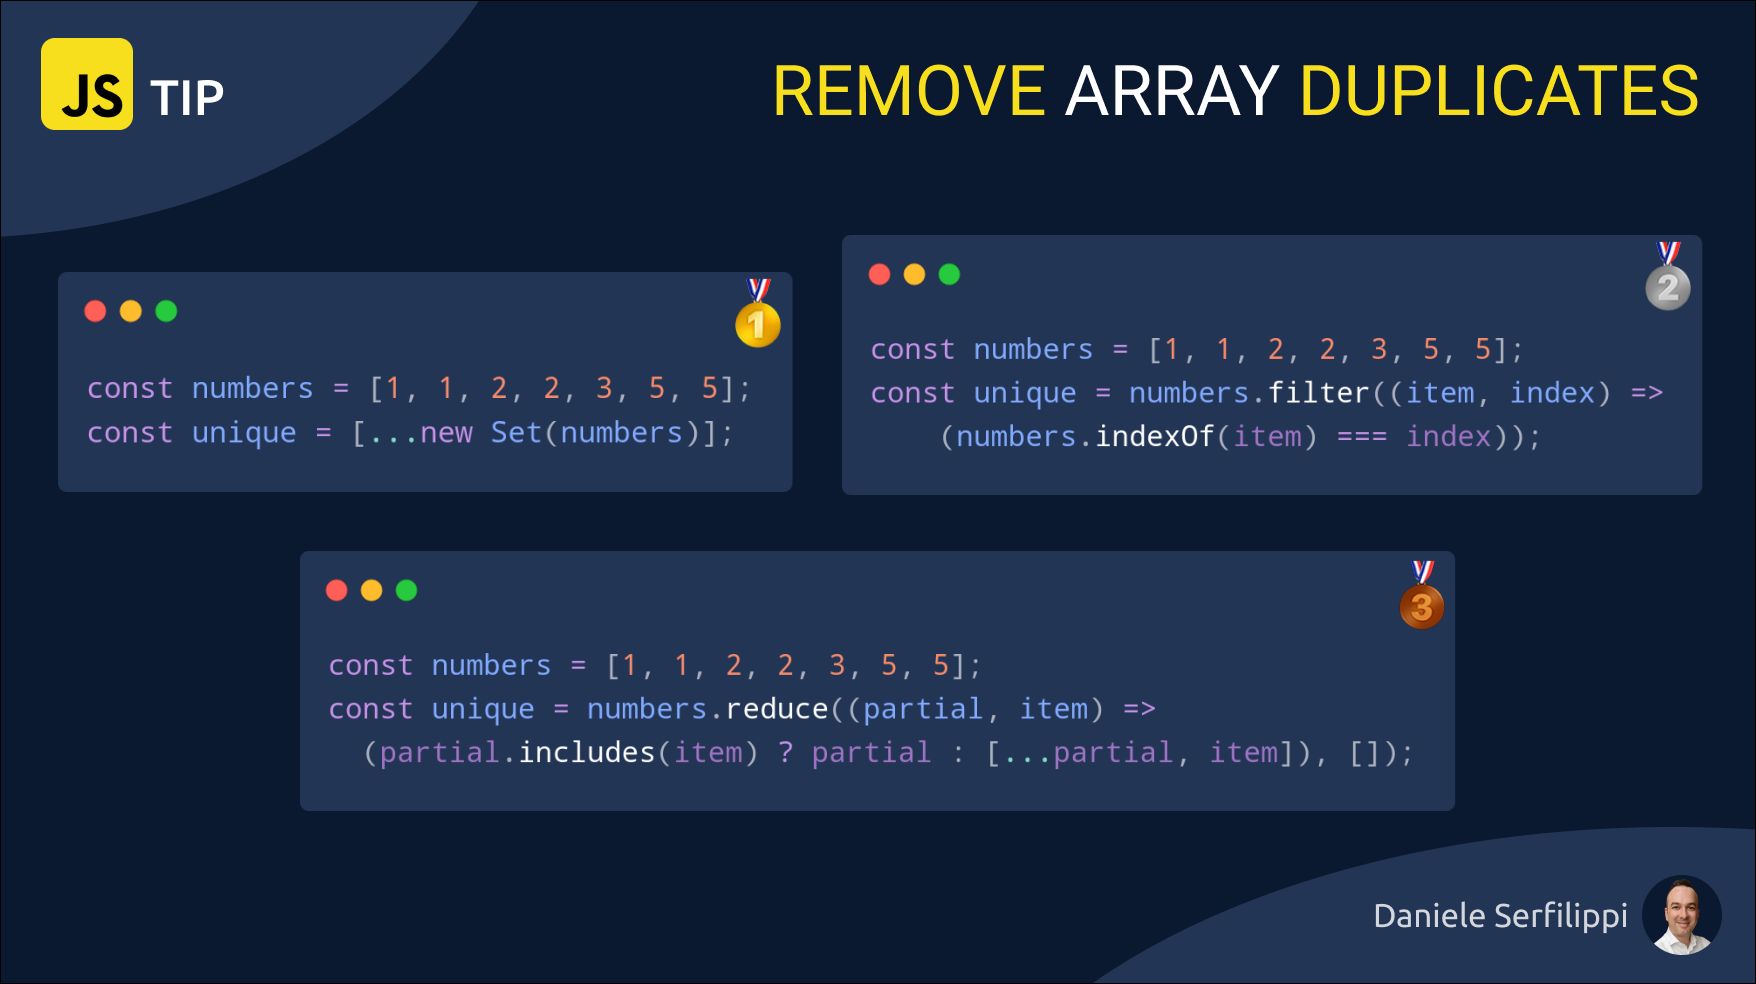 JS TIP
REMOVE ARRAY DUPLICATES
1
const numbers = [1, 1, 2, 2, 3, 5, 5];
const unique = [...new Set(numbers)];
2
const numbers = [1, 1, 2, 2, 3, 5, 5];
const unique = numbers.filter((item, index) =>
(numbers.indexOf(item) === index));
3
const numbers = [1, 1, 2, 2, 3, 5, 5];
const unique = numbers.reduce((partial, item) =>
(partial.includes(item) ? partial : [...partial, item]), []);
Daniele Serfilippi